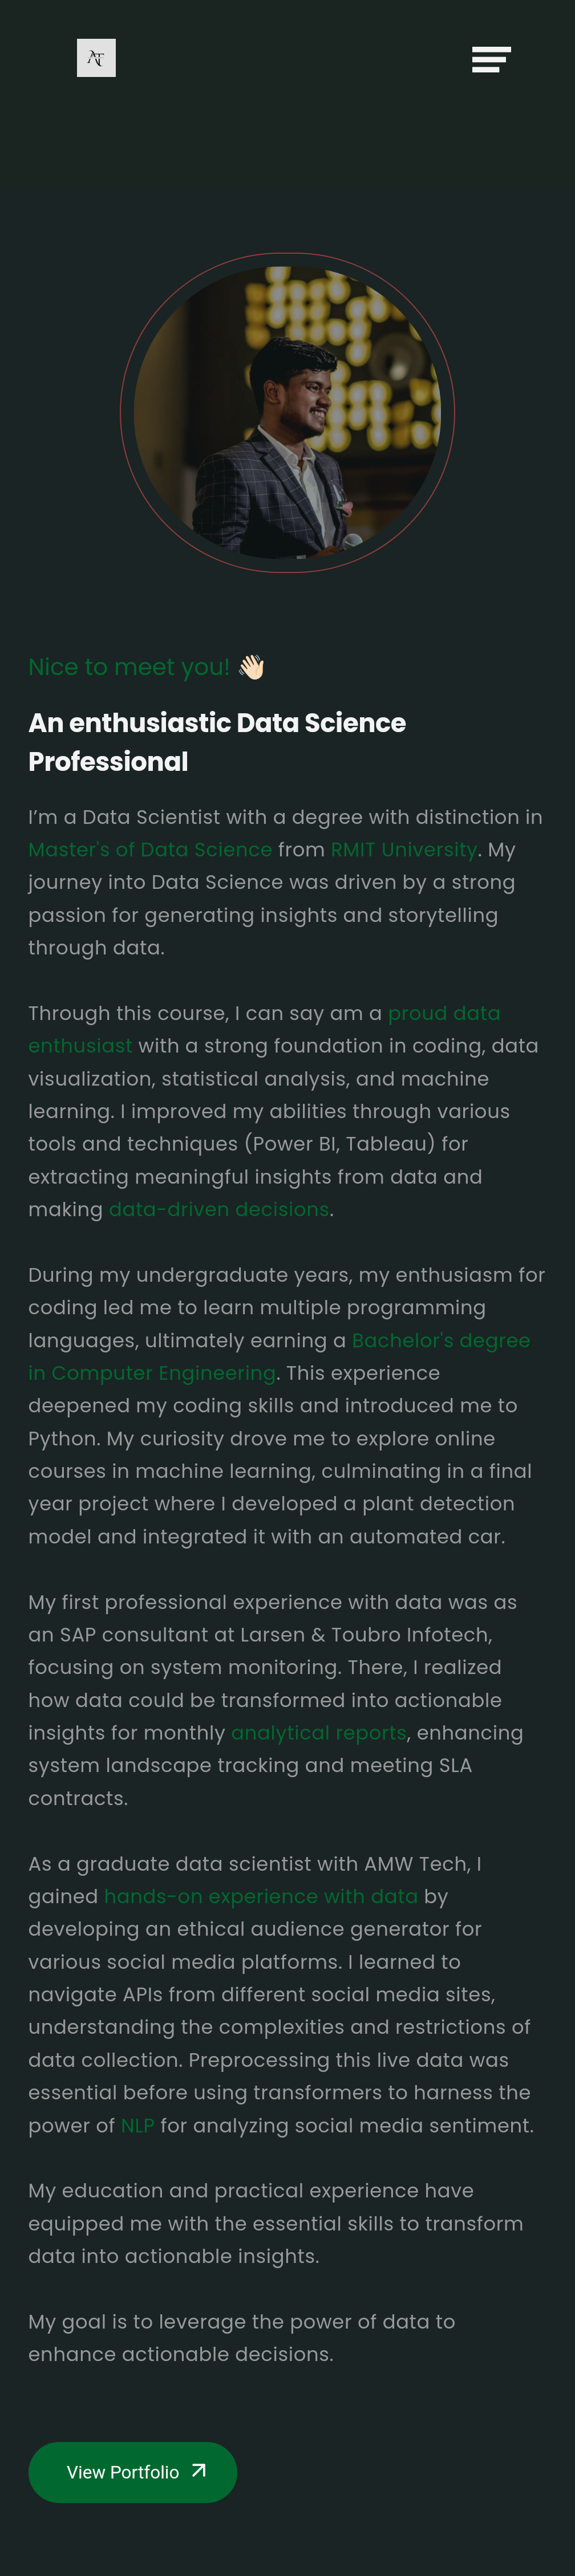 AT
Nice to meet you! 👋🏻
An enthusiastic Data Science
Professional
I’m a Data Scientist with a degree with distinction in
Master's of Data Science from RMIT University. My
journey into Data Science was driven by a strong
passion for generating insights and storytelling
through data.
Through this course, I can say am a proud data
enthusiast with a strong foundation in coding, data
visualization, statistical analysis, and machine
learning. I improved my abilities through various
tools and techniques (Power BI, Tableau) for
extracting meaningful insights from data and
making data-driven decisions.
During my undergraduate years, my enthusiasm for
coding led me to learn multiple programming
languages, ultimately earning a Bachelor's degree
in Computer Engineering. This experience
deepened my coding skills and introduced me to
Python. My curiosity drove me to explore online
courses in machine learning, culminating in a final
year project where I developed a plant detection
model and integrated it with an automated car.
My first professional experience with data was as
an SAP consultant at Larsen & Toubro Infotech,
focusing on system monitoring. There, I realized
how data could be transformed into actionable
insights for monthly analytical reports, enhancing
system landscape tracking and meeting SLA
contracts.
As a graduate data scientist with AMW Tech, I
gained hands-on experience with data by
developing an ethical audience generator for
various social media platforms. I learned to
navigate APIs from different social media sites,
understanding the complexities and restrictions of
data collection. Preprocessing this live data was
essential before using transformers to harness the
power of NLP for analyzing social media sentiment.
My education and practical experience have
equipped me with the essential skills to transform
data into actionable insights.
My goal is to leverage the power of data to
enhance actionable decisions.
View Portfolio